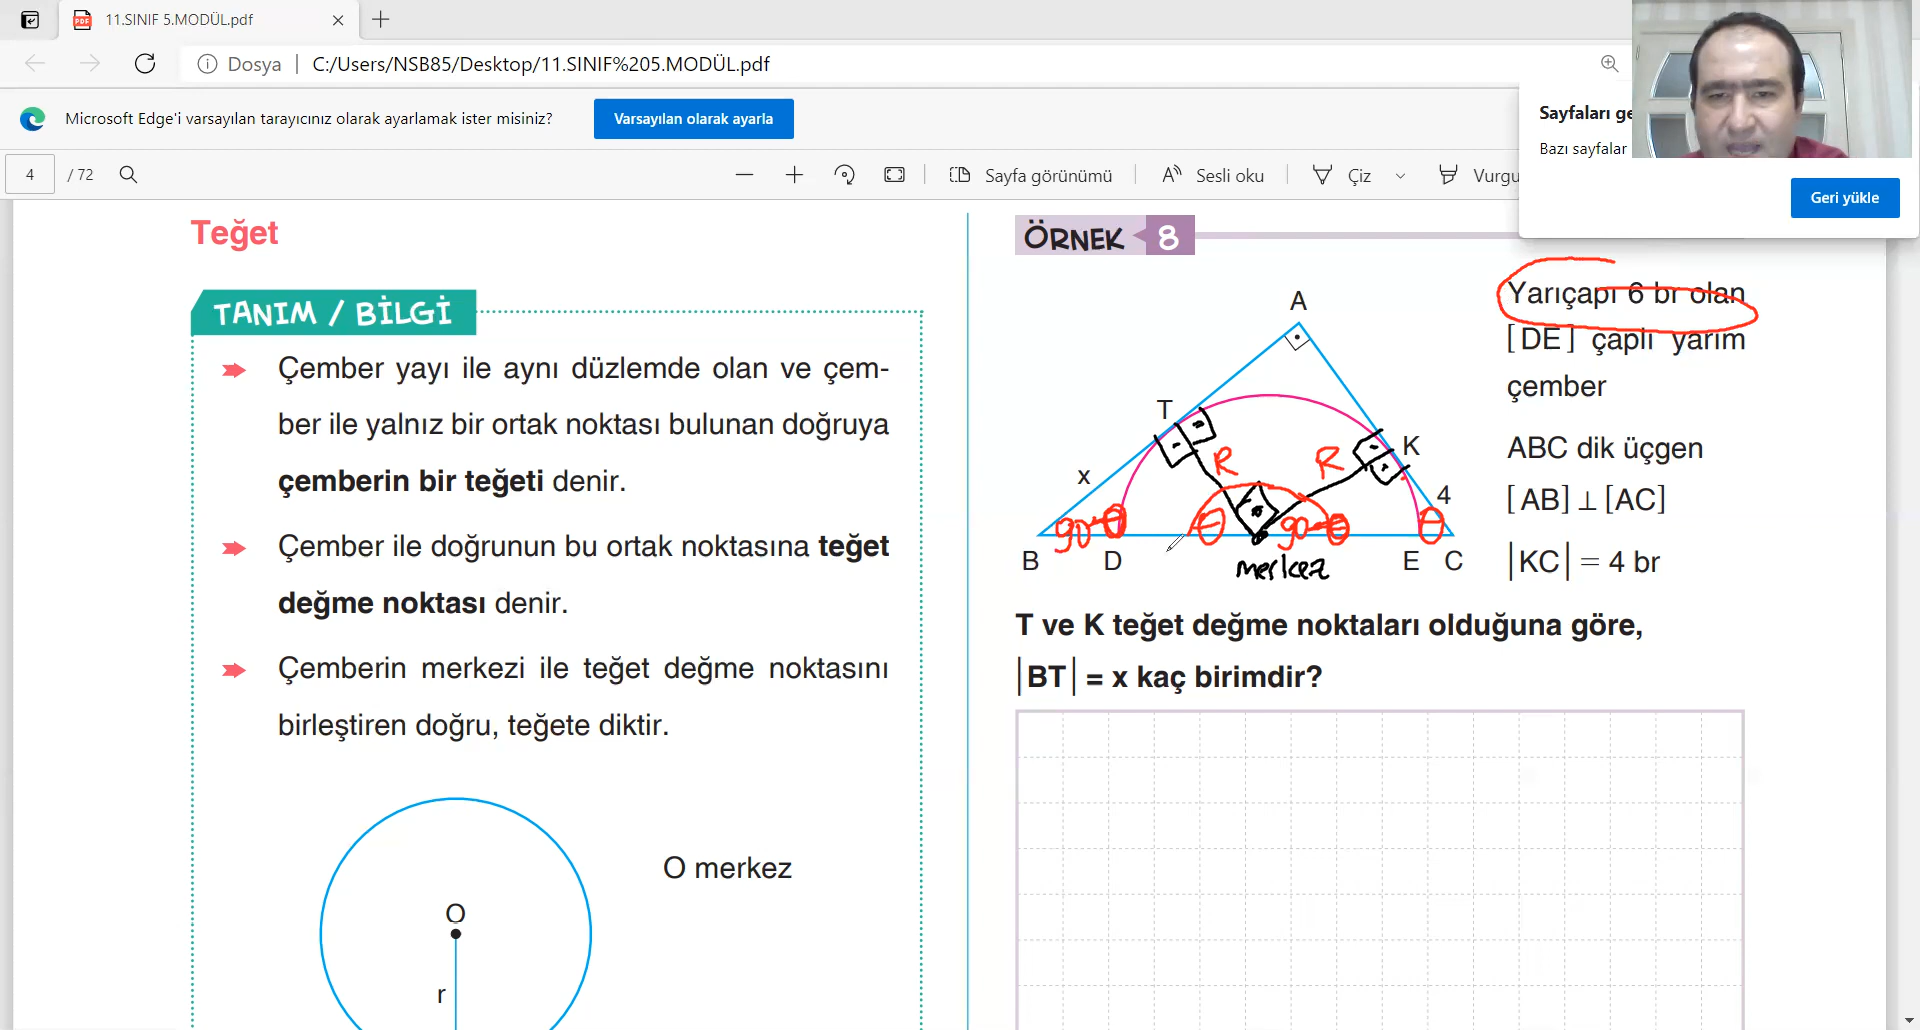 11.SINIF 5.MODÜL.pdf
Dosya
C:/Users/NSB85/Desktop/11.SINIF%205.MODÜL.pdf
Microsoft Edge'i varsayılan tarayıcınız olarak ayarlamak ister misiniz?
Varsayılan olarak ayarla
Sayfaları ge
Bazı sayfalar
Geri yükle
4 / 72
Sayfa görünümü
Sesli oku
Çiz
Vurgu
Teğet
TANIM / BİLGİ
Çember yayı ile aynı düzlemde olan ve çem-
ber ile yalnız bir ortak noktası bulunan doğruya
çemberin bir teğeti denir.
Çember ile doğrunun bu ortak noktasına teğet
değme noktası denir.
Çemberin merkezi ile teğet değme noktasını
birleştiren doğru, teğete diktir.
O merkez
O
r
ÖRNEK 8
A
T
K
x
4
R
R
90-θ
θ
90-θ
θ
B
D
E
C
merkez
Yarıçapı 6 br olan
[DE] çaplı yarım
çember
ABC dik üçgen
[AB] ⊥ [AC]
|KC| = 4 br
T ve K teğet değme noktaları olduğuna göre,
|BT| = x kaç birimdir?